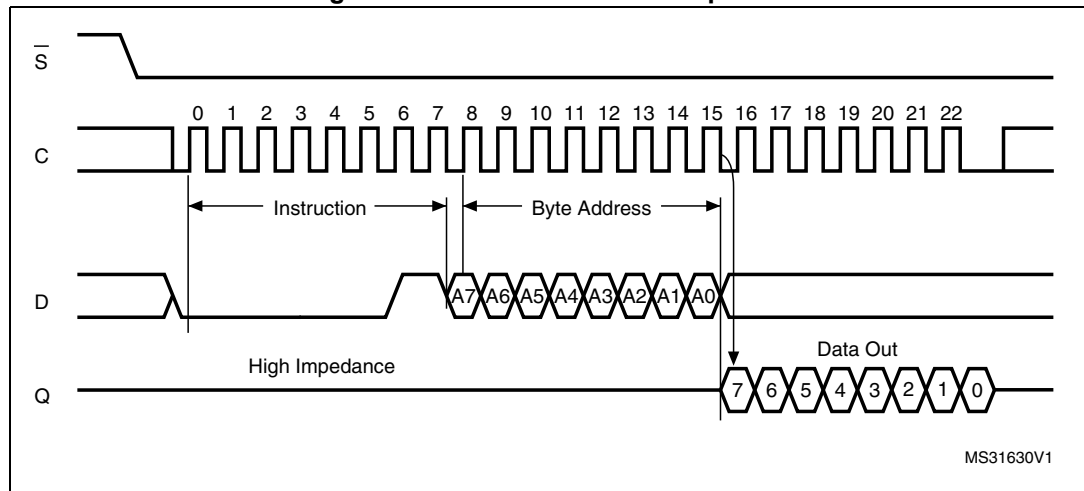 S
0 1 2 3 4 5 6 7 8 9 10 11 12 13 14 15 16 17 18 19 20 21 22
C
Instruction Byte Address
D
A7 A6 A5 A4 A3 A2 A1 A0
High Impedance Data Out
Q
7 6 5 4 3 2 1 0
MS31630V1